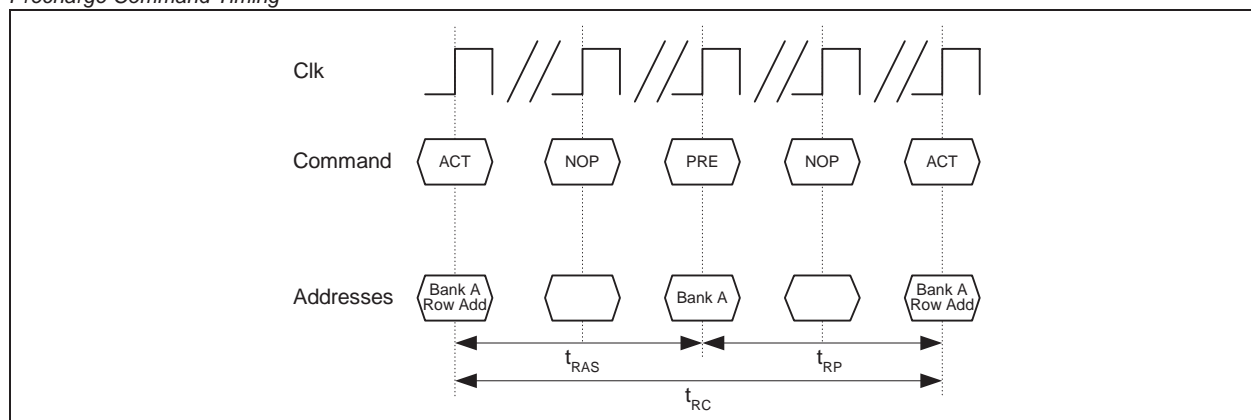 Precharge Command Timing
Clk
Command
ACT
NOP
PRE
NOP
ACT
Addresses
Bank A
Row Add
Bank A
Bank A
Row Add
tRAS
tRP
tRC